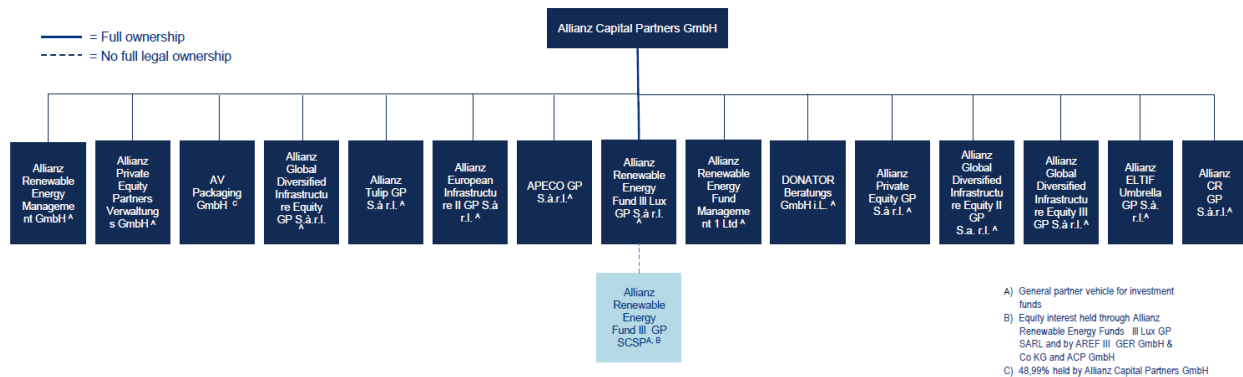 Allianz Capital Partners GmbH
= Full ownership
= No full legal ownership
Allianz
Renewable
Energy
Manageme
nt GmbH ᴬ
Allianz
Private
Equity
Partners
Verwaltung
s GmbH ᴬ
AV
Packaging
GmbH ᶜ
Allianz
Global
Diversified
Infrastructu
re Equity
GP S.à.r.l.
ᴬ
Allianz
Tulip GP
S.à r.l. ᴬ
Allianz
European
Infrastructu
re II GP S.à
r.l. ᴬ
APECO GP
S.à.r.l.ᴬ
Allianz
Renewable
Energy
Fund III Lux
GP S.à r.l.
ᴬ
Allianz
Renewable
Energy
Fund
Manageme
nt 1 Ltd ᴬ
DONATOR
Beratungs
GmbH i.L. ᴬ
Allianz
Private
Equity GP
S.à r.l. ᴬ
Allianz
Global
Diversified
Infrastructu
re Equity II
GP
S.a. r.l. ᴬ
Allianz
Global
Diversified
Infrastructu
re Equity III
GP S.à r.l. ᴬ
Allianz
ELTIF
Umbrella
GP S.à.
r.l.ᴬ
Allianz
CR
GP
S.à.r.l.ᴬ
Allianz
Renewable
Energy
Fund III GP
SCSPᴬ, ᴮ
A) General partner vehicle for investment
funds
B) Equity interest held through Allianz
Renewable Energy Funds III Lux GP
SARL and by AREF III GER GmbH &
Co KG and ACP GmbH
C) 48,99% held by Allianz Capital Partners GmbH